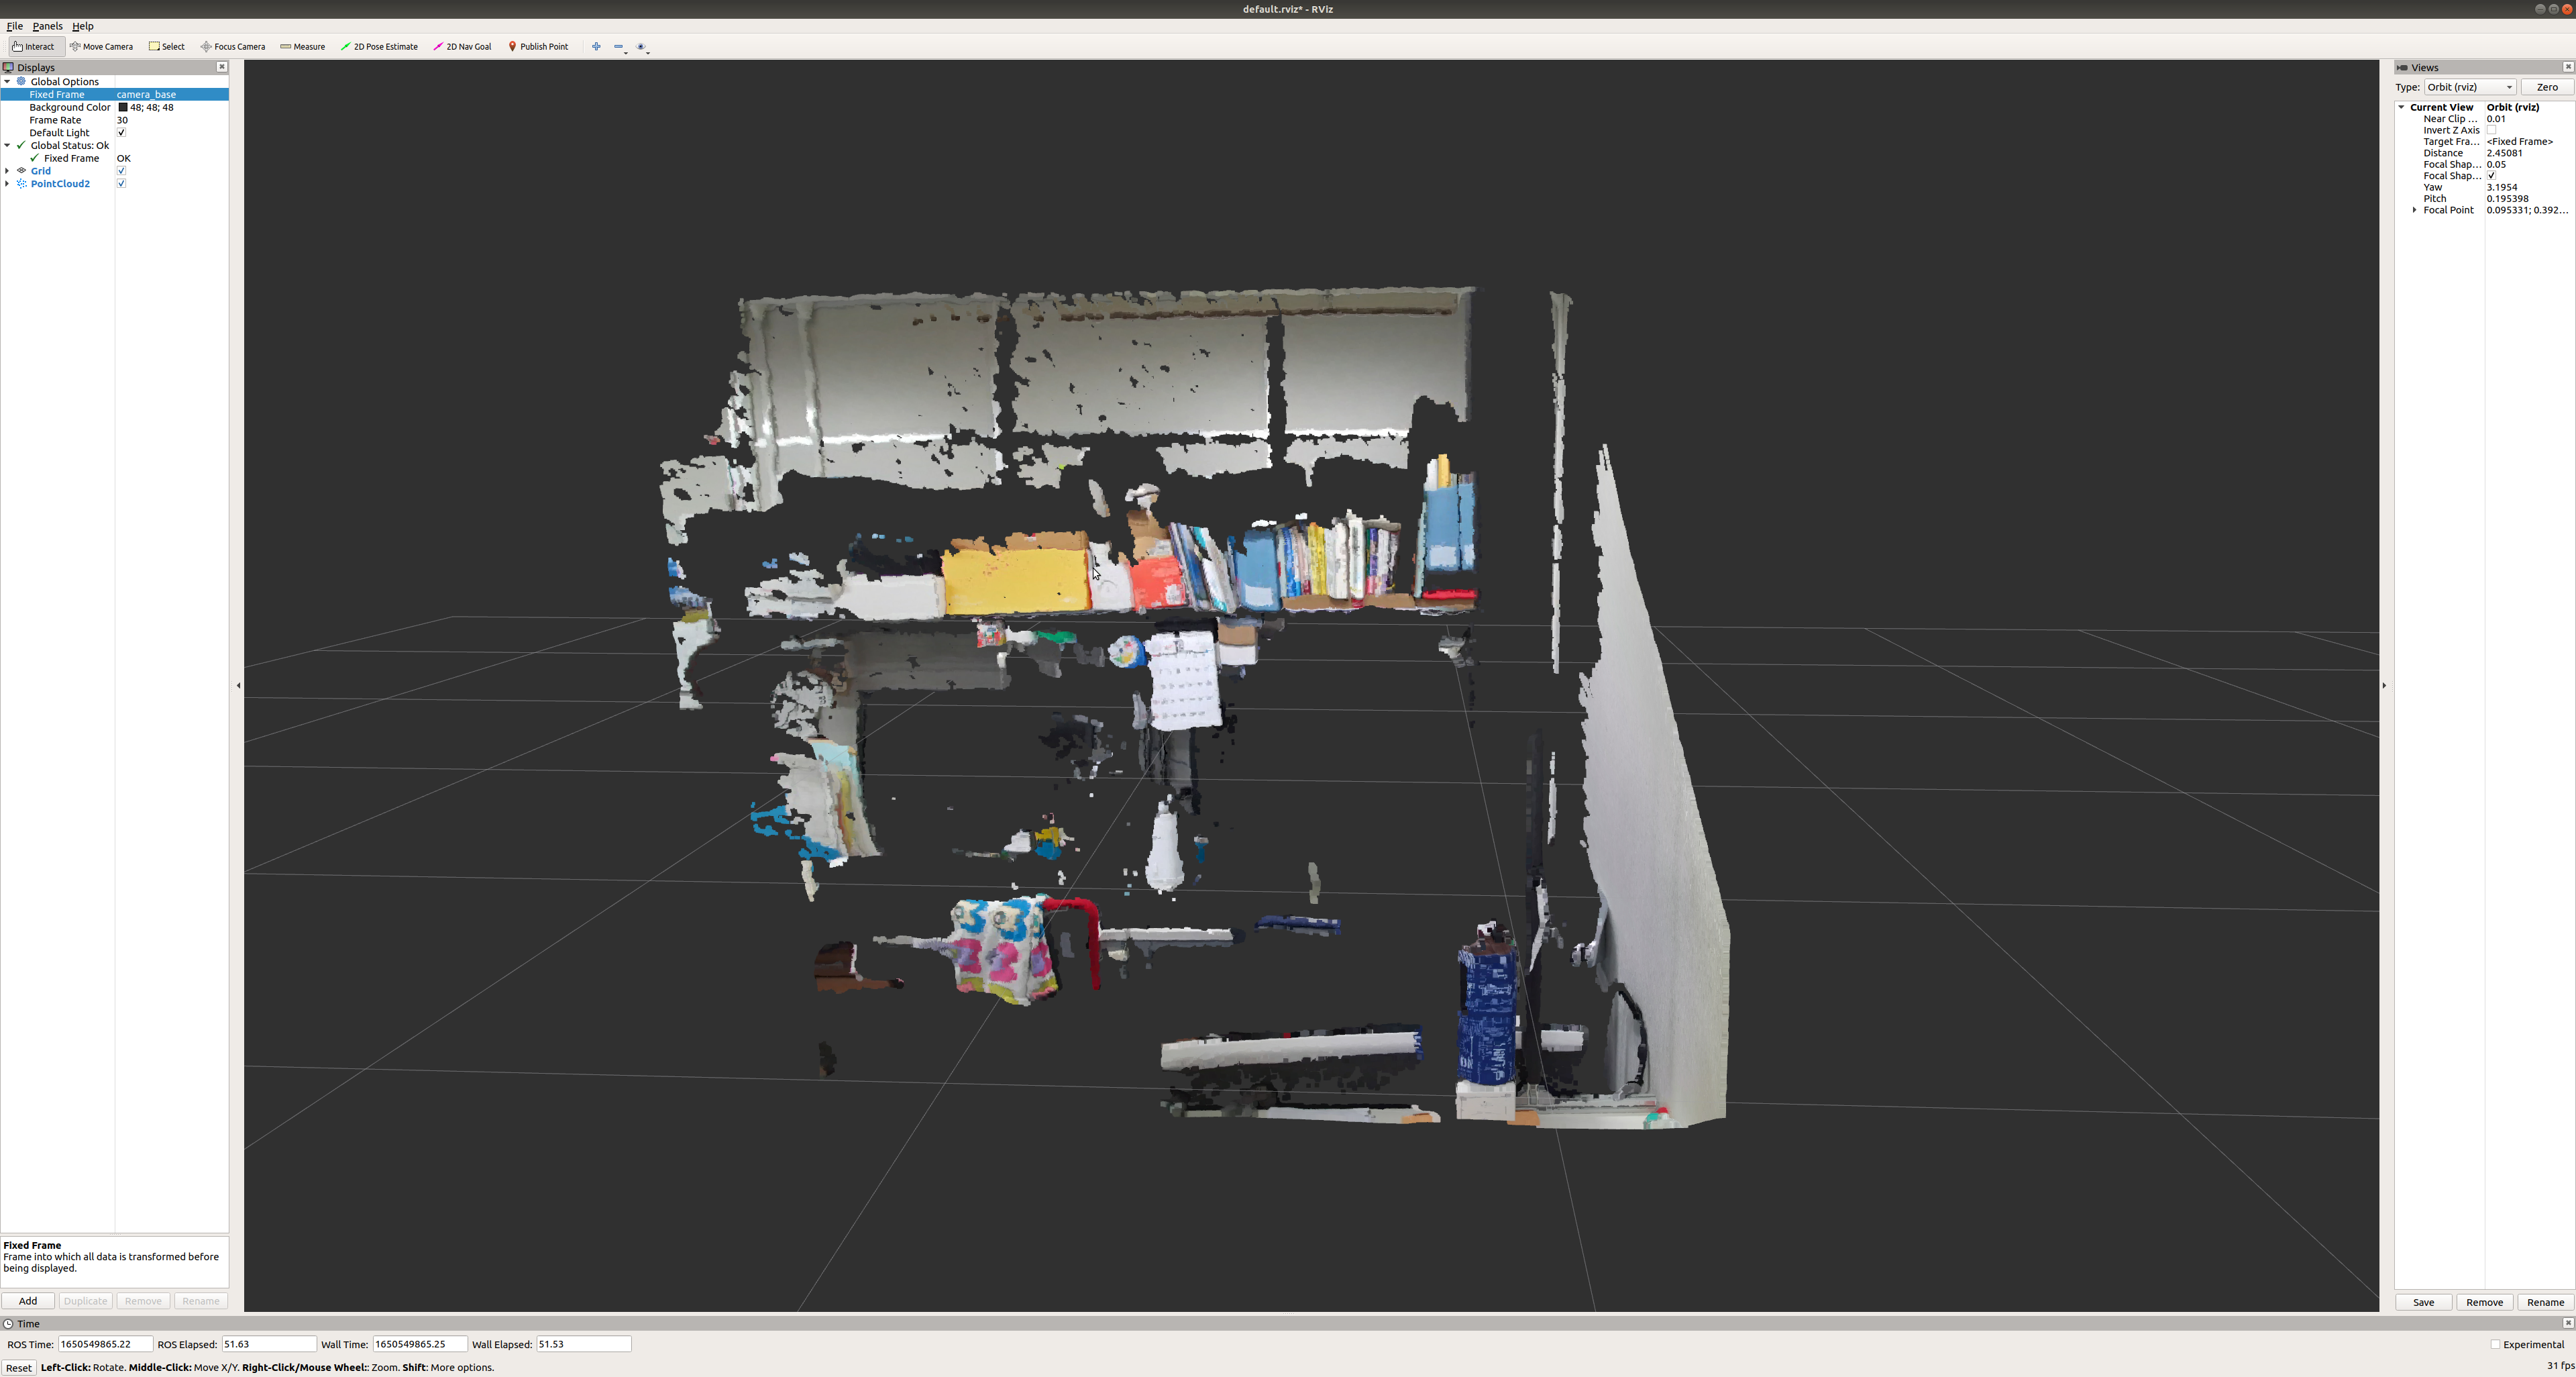 default.rviz* - RViz
File Panels Help
Interact Move Camera Select Focus Camera Measure 2D Pose Estimate 2D Nav Goal Publish Point
Displays
Global Options
Fixed Frame camera_base
Background Color 48; 48; 48
Frame Rate 30
Default Light
Global Status: Ok
Fixed Frame OK
Grid
PointCloud2
Fixed Frame
Frame into which all data is transformed before
being displayed.
Add Duplicate Remove Rename
Views
Type: Orbit (rviz) Zero
Current View Orbit (rviz)
Near Clip ... 0.01
Invert Z Axis
Target Fra... <Fixed Frame>
Distance 2.45081
Focal Shap... 0.05
Focal Shap...
Yaw 3.1954
Pitch 0.195398
Focal Point 0.095331; 0.392...
Save Remove Rename
Time
ROS Time: 1650549865.22 ROS Elapsed: 51.63 Wall Time: 1650549865.25 Wall Elapsed: 51.53 Experimental
Reset Left-Click: Rotate. Middle-Click: Move X/Y. Right-Click/Mouse Wheel:: Zoom. Shift: More options. 31 fps